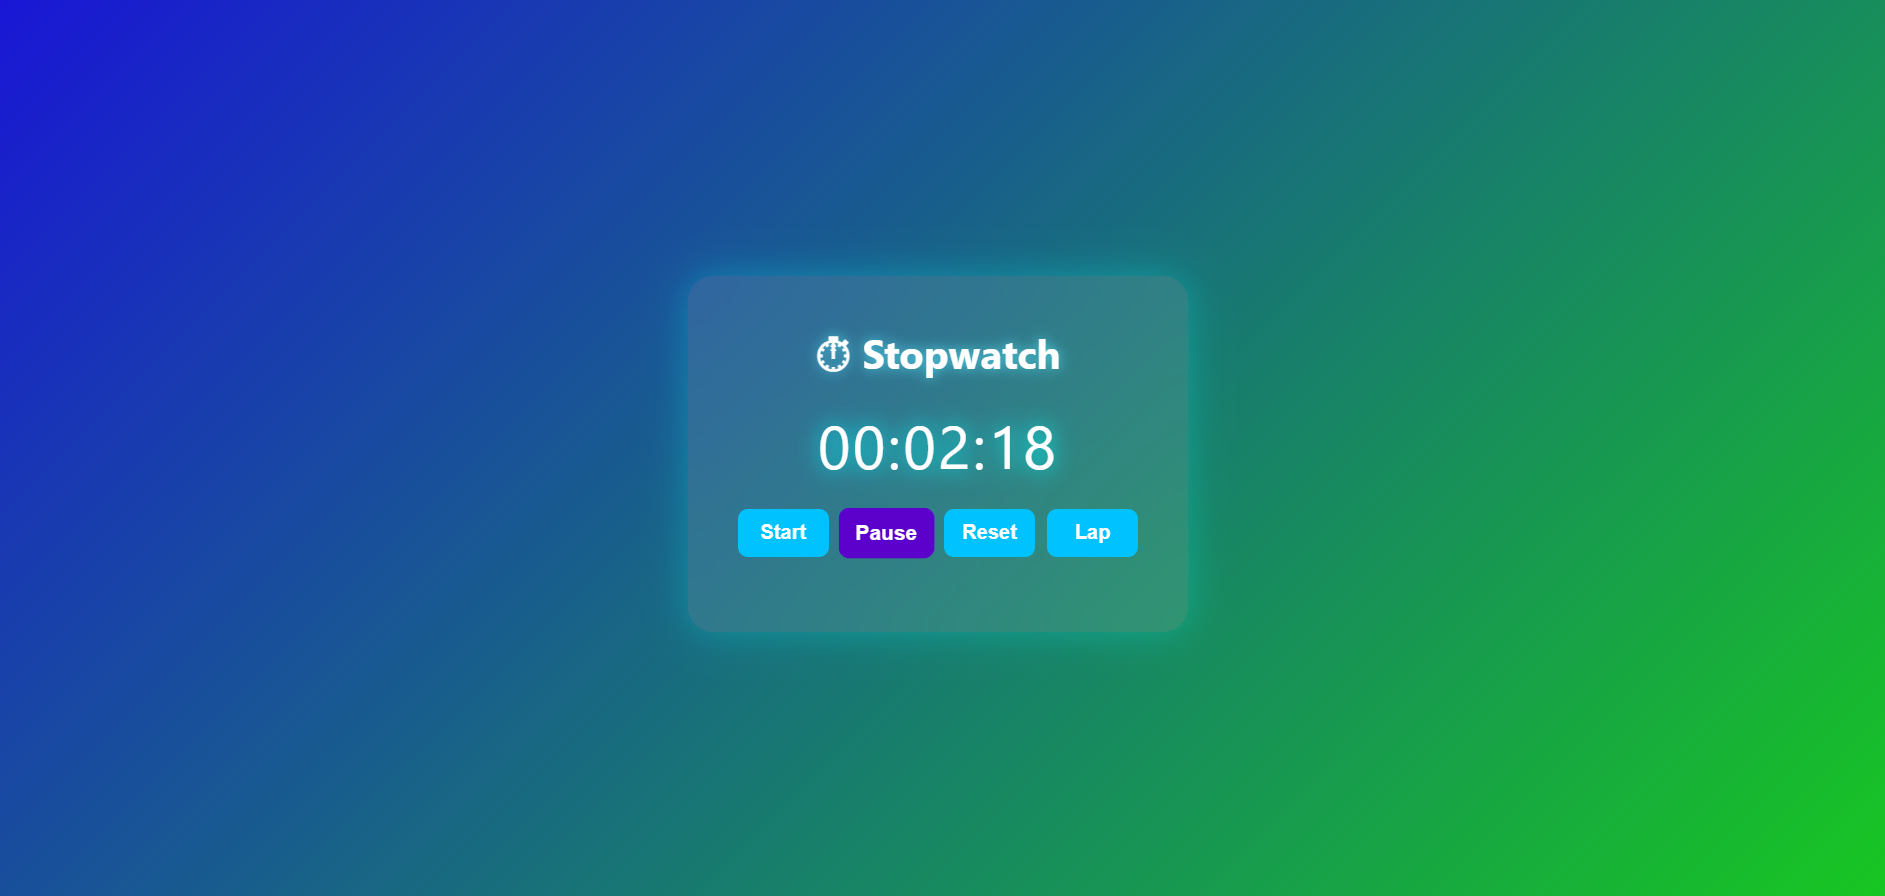 ⏱ Stopwatch
00:02:18
Start Pause Reset Lap